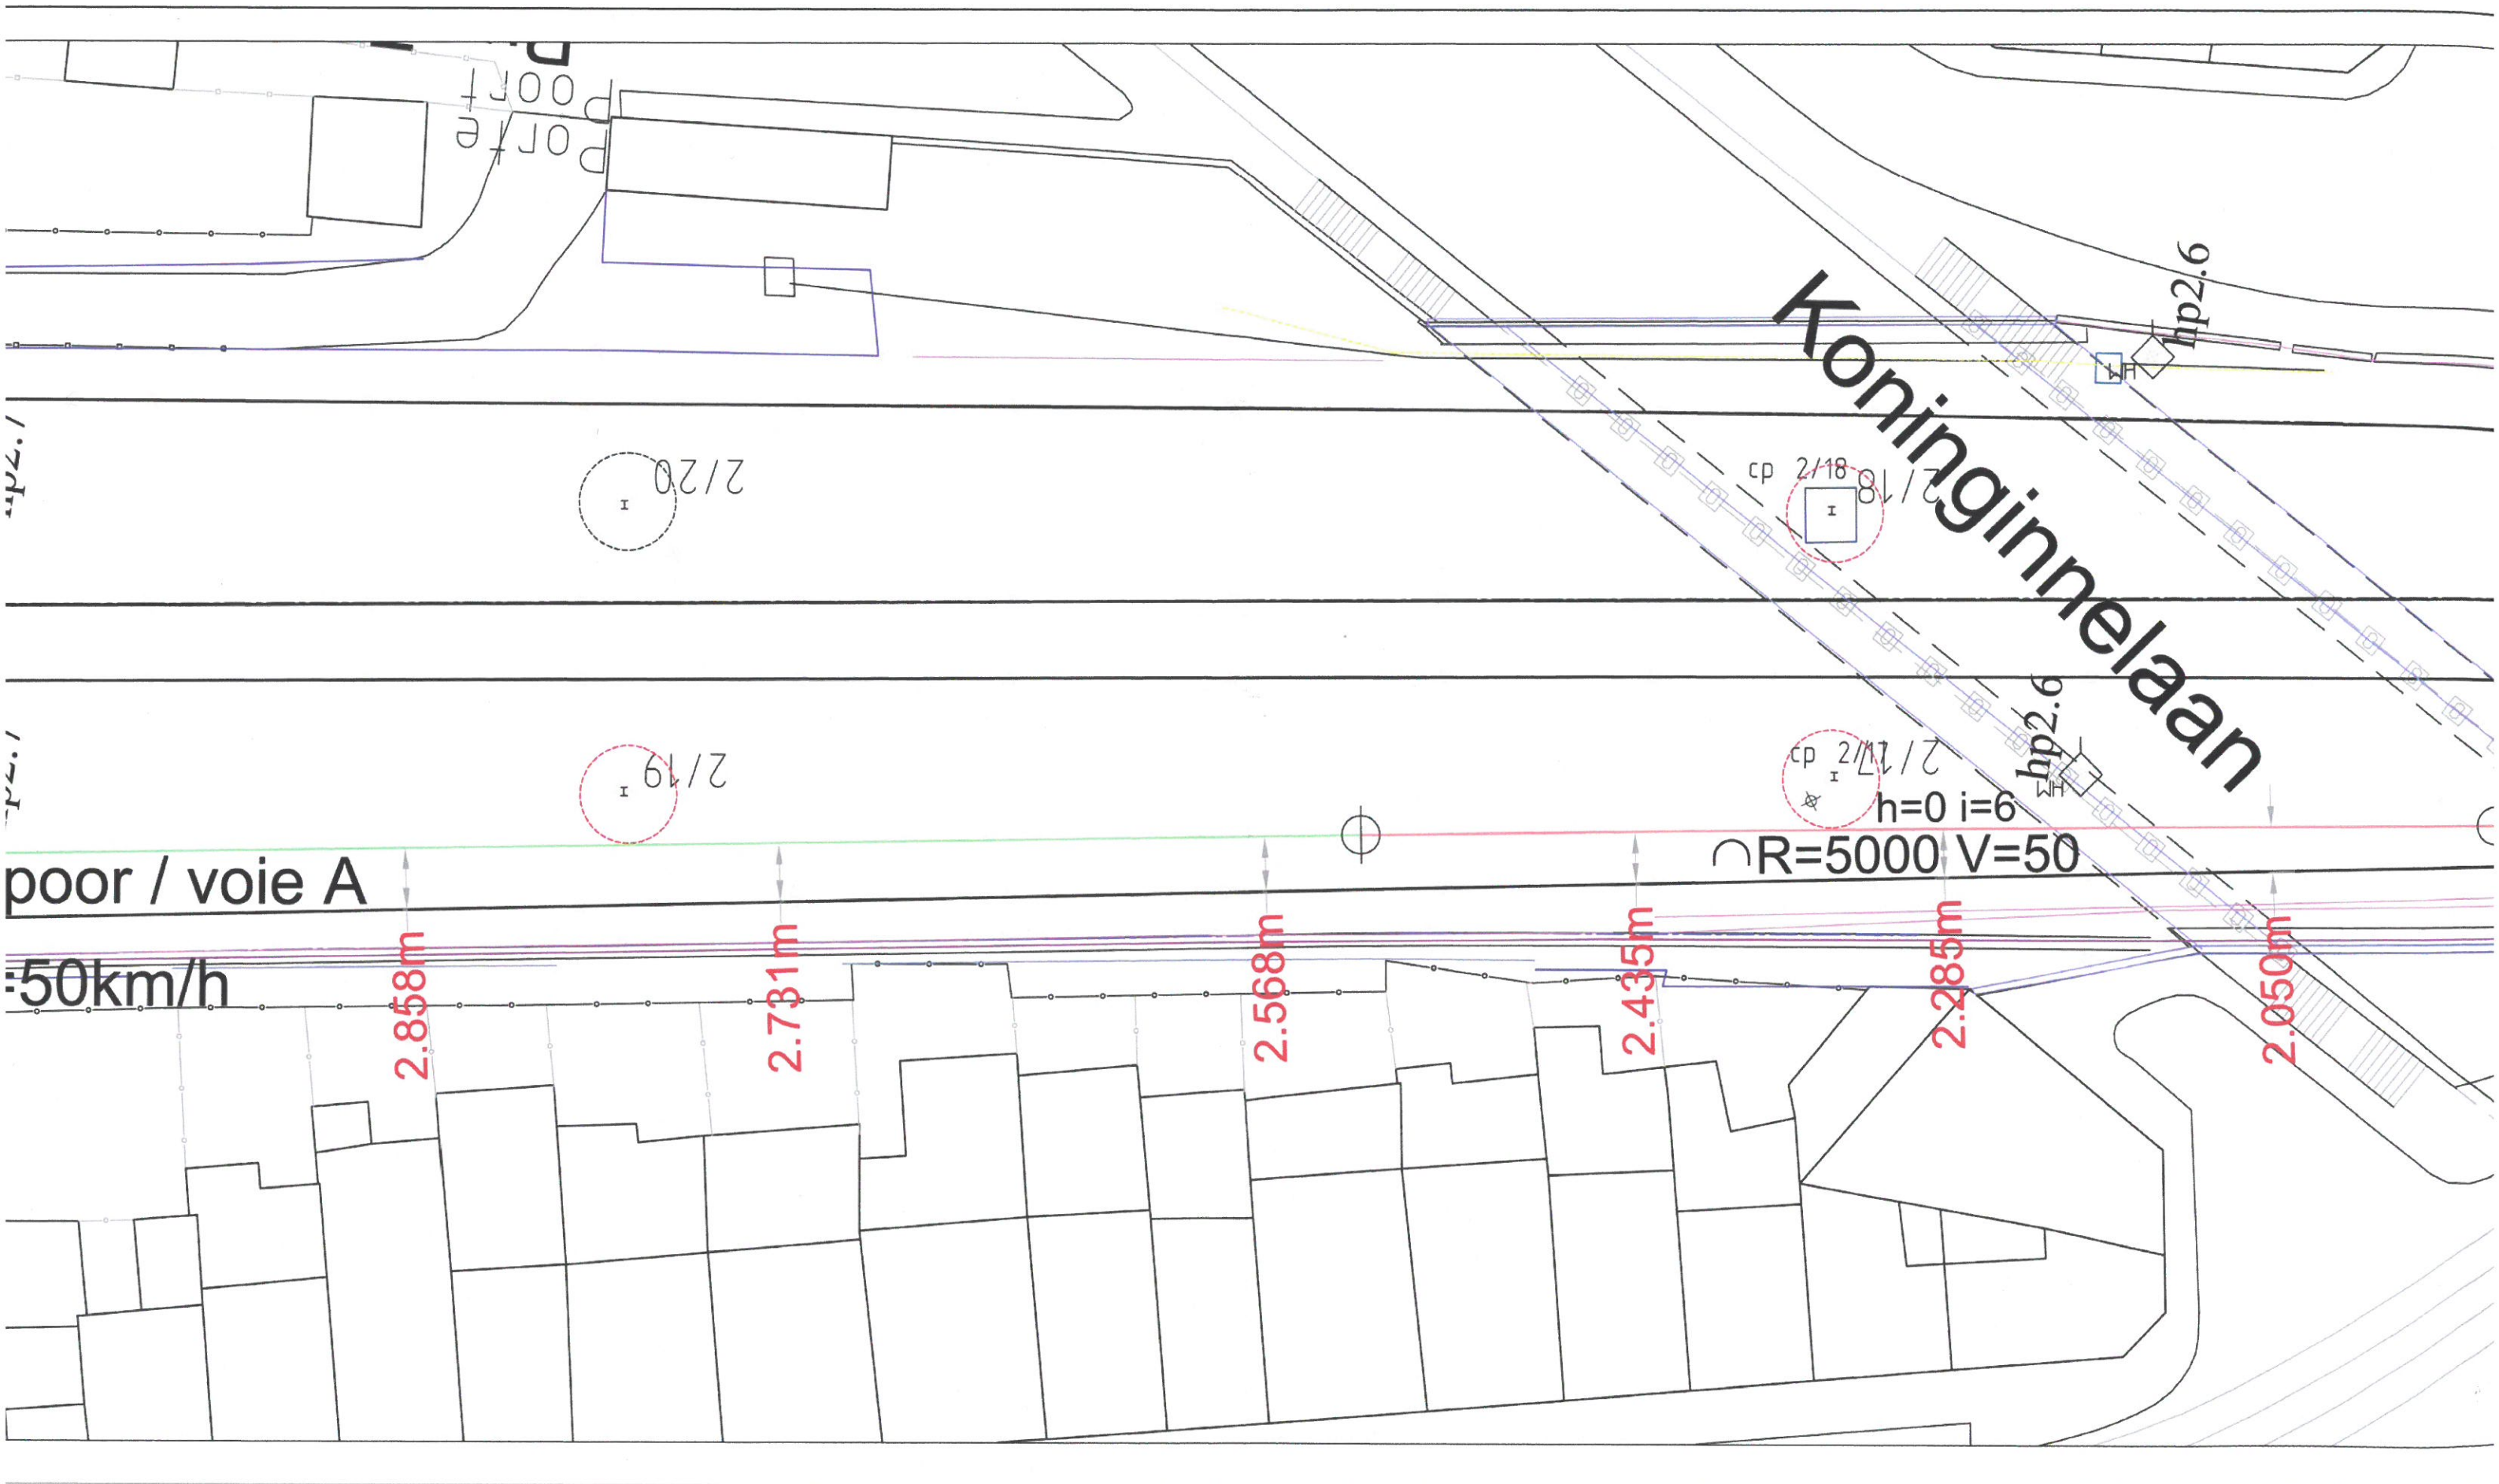 Poort
Porte
hp2.6
Koninginnelaan
WH
2/20
cp 2/18
2/18
hp2.6
WH
2/19
cp 2/17
2/17
h=0 i=6
R=5000 V=50
poor / voie A
=50km/h
2.858m
2.731m
2.568m
2.435m
2.285m
2.050m